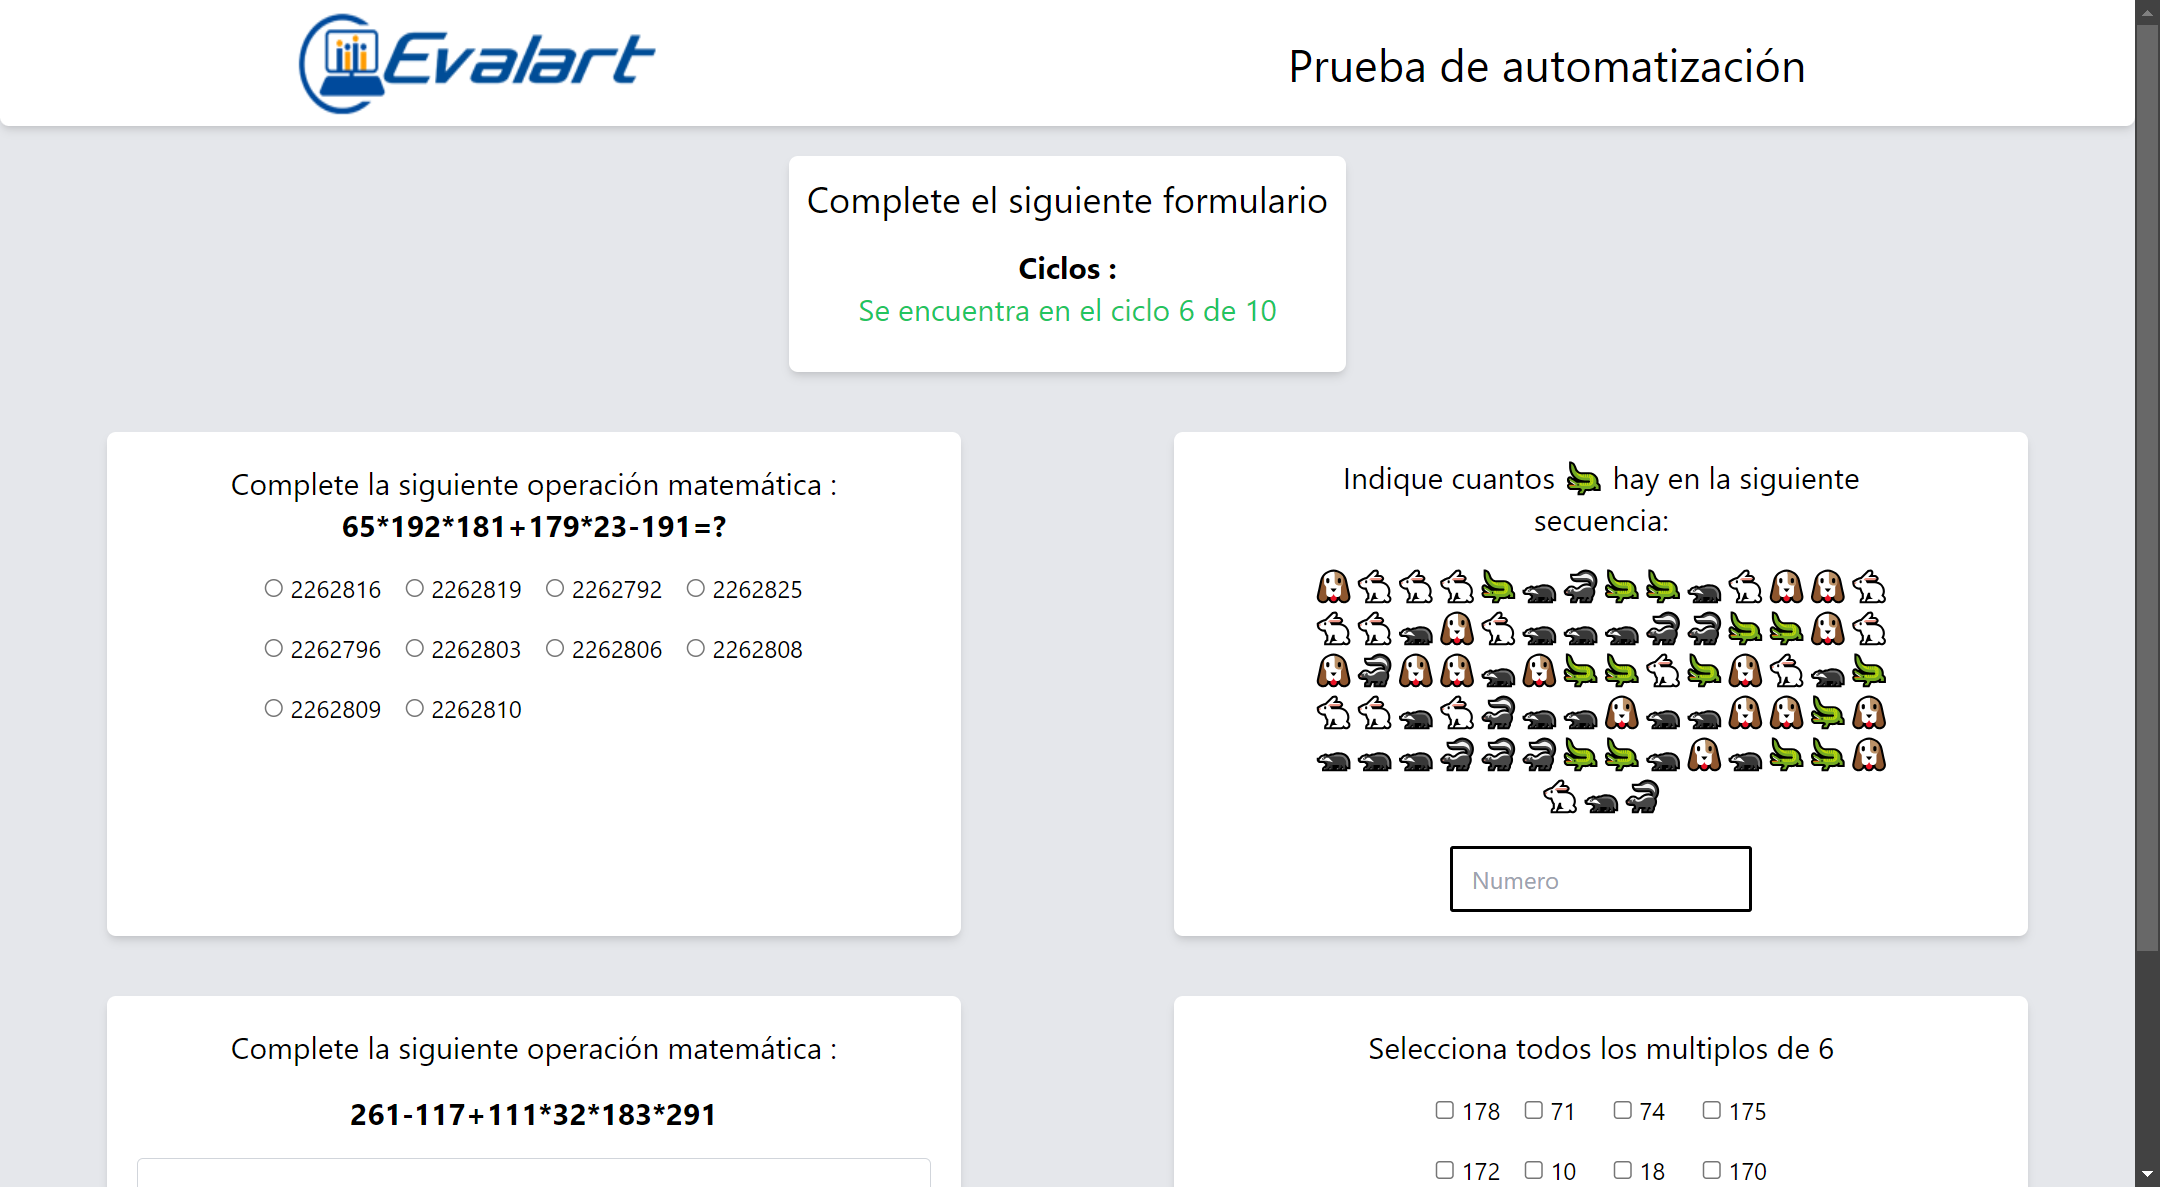 Evalart
Prueba de automatización
Complete el siguiente formulario
Ciclos :
Se encuentra en el ciclo 6 de 10
Complete la siguiente operación matemática :
65*192*181+179*23-191=?
2262816 2262819 2262792 2262825
2262796 2262803 2262806 2262808
2262809 2262810
Indique cuantos 🐊 hay en la siguiente
secuencia:
Numero
Complete la siguiente operación matemática :
261-117+111*32*183*291
Selecciona todos los multiplos de 6
178 71 74 175
172 10 18 170